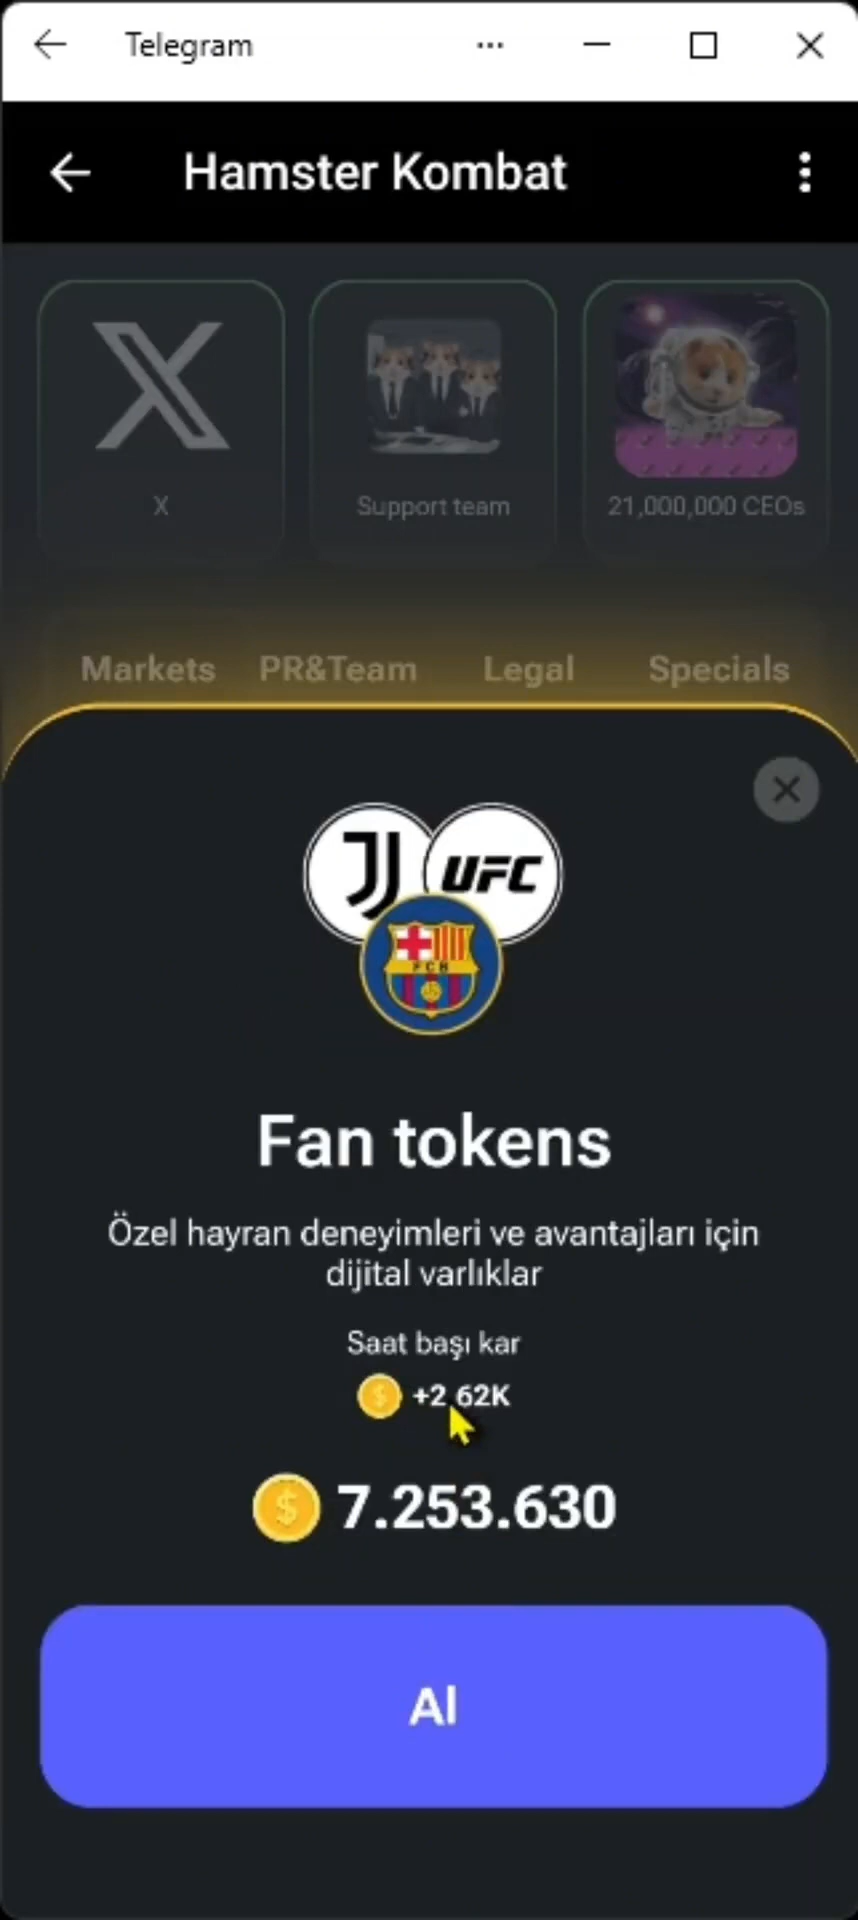 Telegram
Hamster Kombat
X
Support team
21,000,000 CEOs
Markets PR&Team Legal Specials
UFC
FCB
Fan tokens
Özel hayran deneyimleri ve avantajları için
dijital varlıklar
Saat başı kar
+2,62K
7.253.630
Al